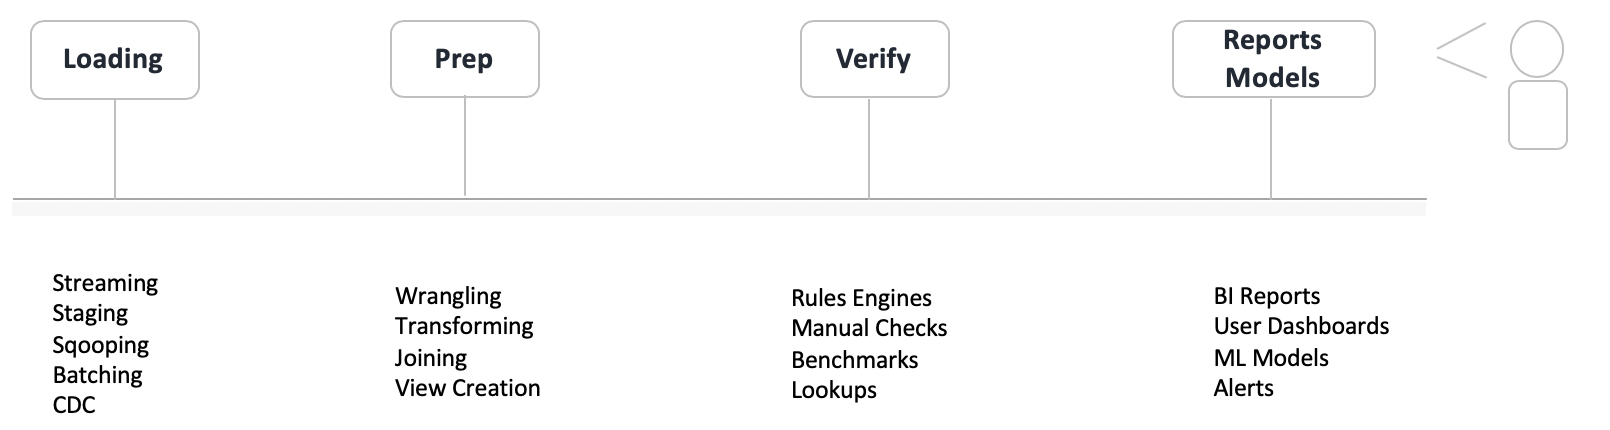 Loading
Prep
Verify
Reports
Models
Streaming
Staging
Sqooping
Batching
CDC
Wrangling
Transforming
Joining
View Creation
Rules Engines
Manual Checks
Benchmarks
Lookups
BI Reports
User Dashboards
ML Models
Alerts